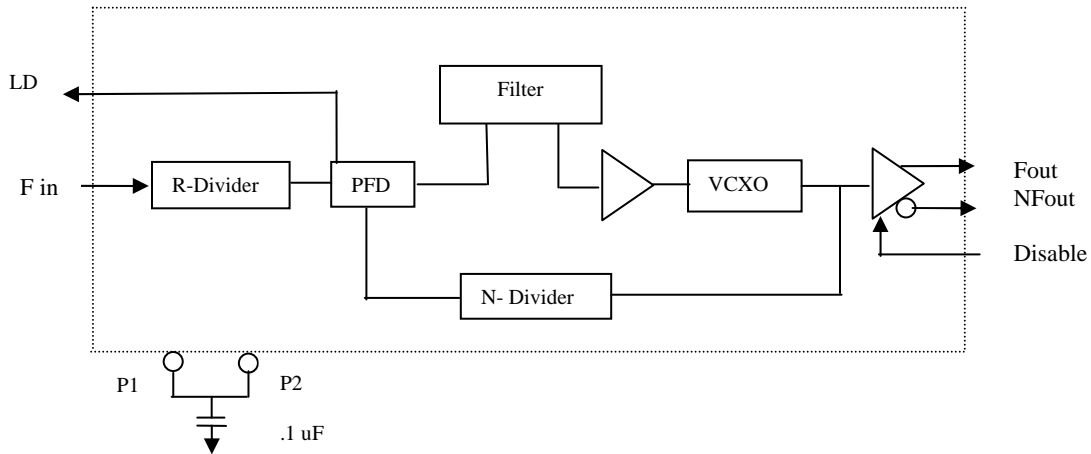 LD
Filter
F in
R-Divider
PFD
VCXO
Fout
NFout
Disable
N- Divider
P1
P2
.1 uF